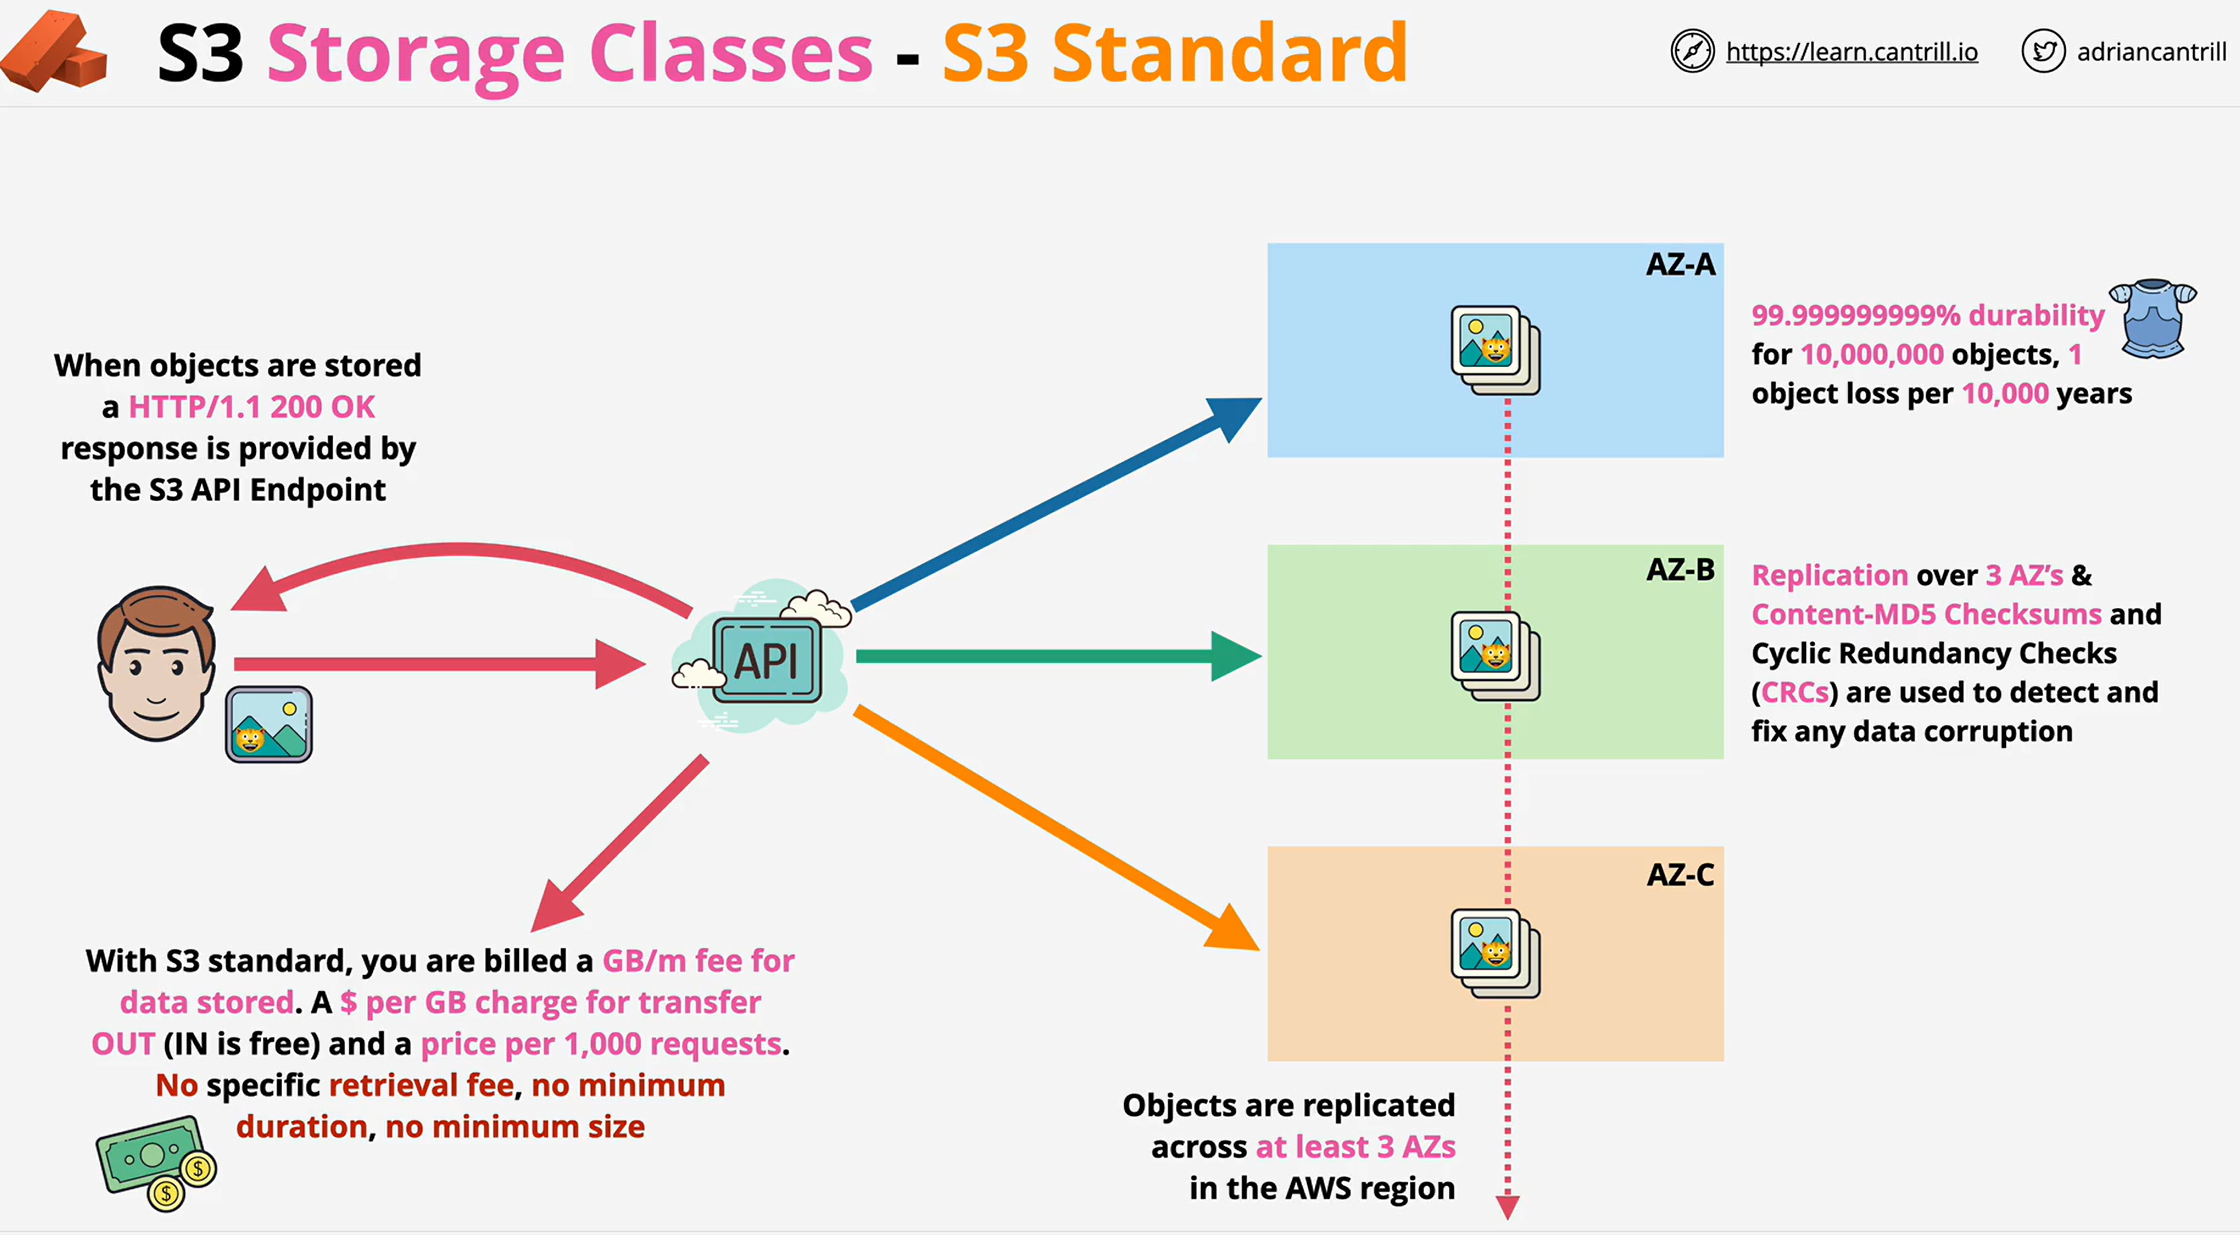 S3 Storage Classes - S3 Standard
https://learn.cantrill.io
adriancantrill
When objects are stored
a HTTP/1.1 200 OK
response is provided by
the S3 API Endpoint
API
With S3 standard, you are billed a GB/m fee for
data stored. A $ per GB charge for transfer
OUT (IN is free) and a price per 1,000 requests.
No specific retrieval fee, no minimum
duration, no minimum size
$
$
AZ-A
99.999999999% durability
for 10,000,000 objects, 1
object loss per 10,000 years
AZ-B
Replication over 3 AZ’s &
Content-MD5 Checksums and
Cyclic Redundancy Checks
(CRCs) are used to detect and
fix any data corruption
AZ-C
Objects are replicated
across at least 3 AZs
in the AWS region